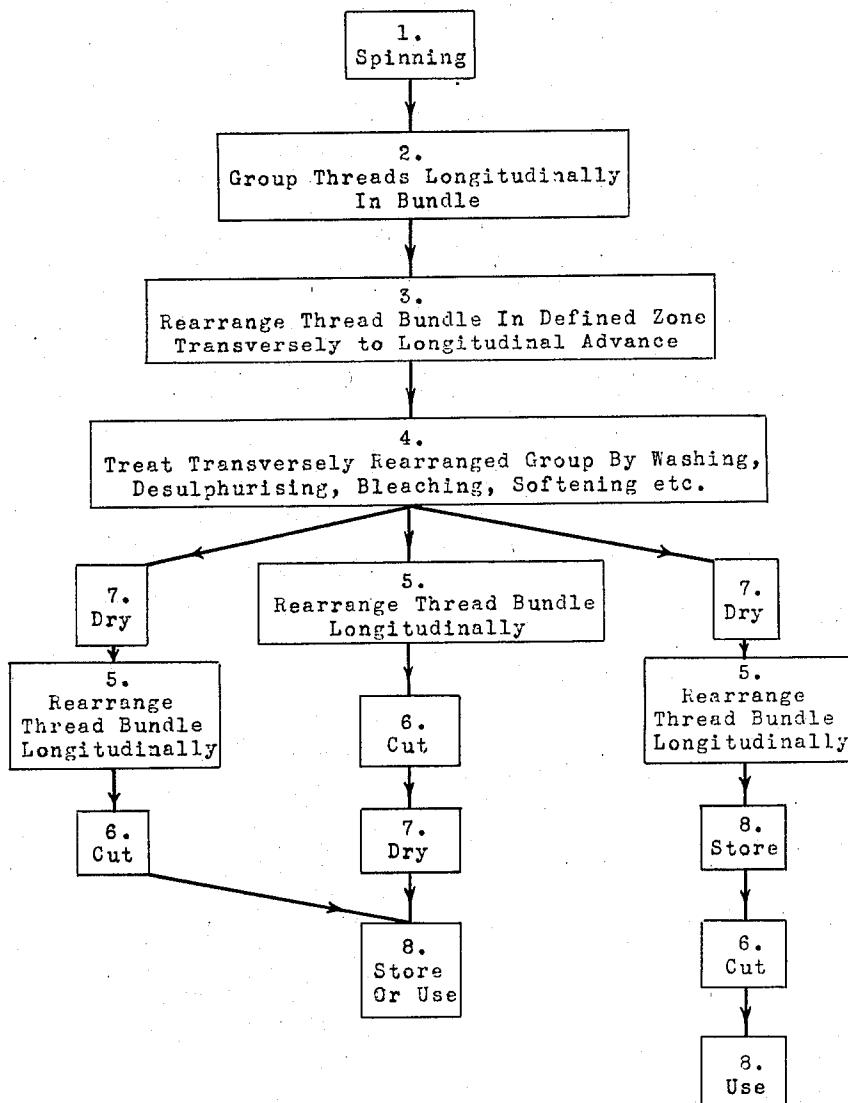 1.
Spinning
2.
Group Threads Longitudinally
In Bundle
3.
Rearrange Thread Bundle In Defined Zone
Transversely to Longitudinal Advance
4.
Treat Transversely Rearranged Group By Washing,
Desulphurising, Bleaching, Softening etc.
7.
Dry
5.
Rearrange
Thread Bundle
Longitudinally
6.
Cut
5.
Rearrange Thread Bundle
Longitudinally
6.
Cut
7.
Dry
8.
Store
Or Use
7.
Dry
5.
Rearrange
Thread Bundle
Longitudinally
8.
Store
6.
Cut
8.
Use